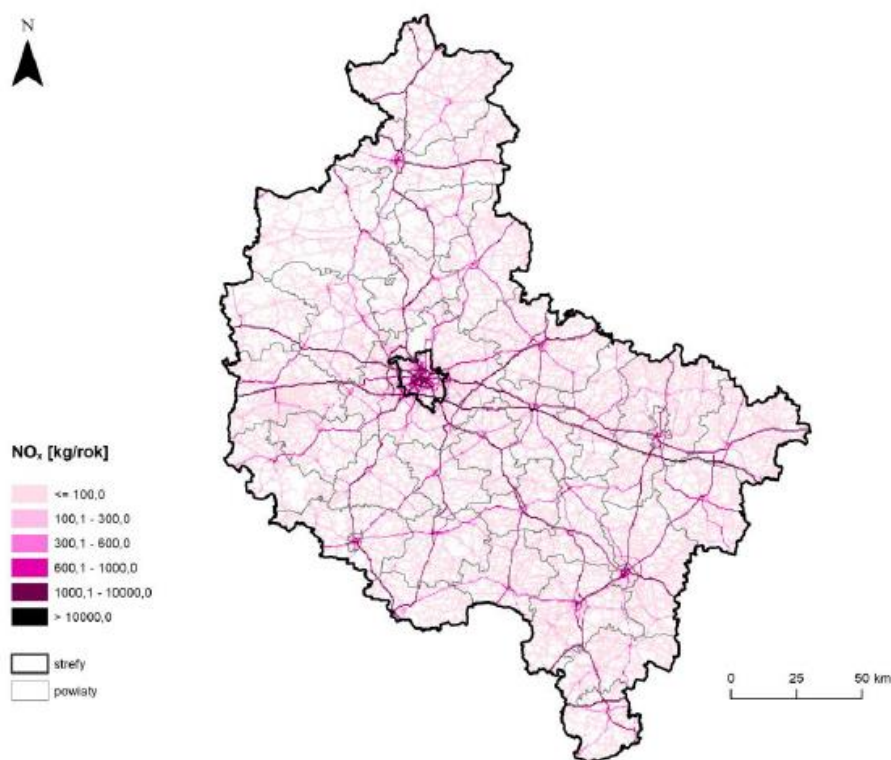 N
NOₓ [kg/rok]
<= 100,0
100,1 - 300,0
300,1 - 600,0
600,1 - 1000,0
1000,1 - 10000,0
> 10000,0
strefy
powiaty
0 25 50 km